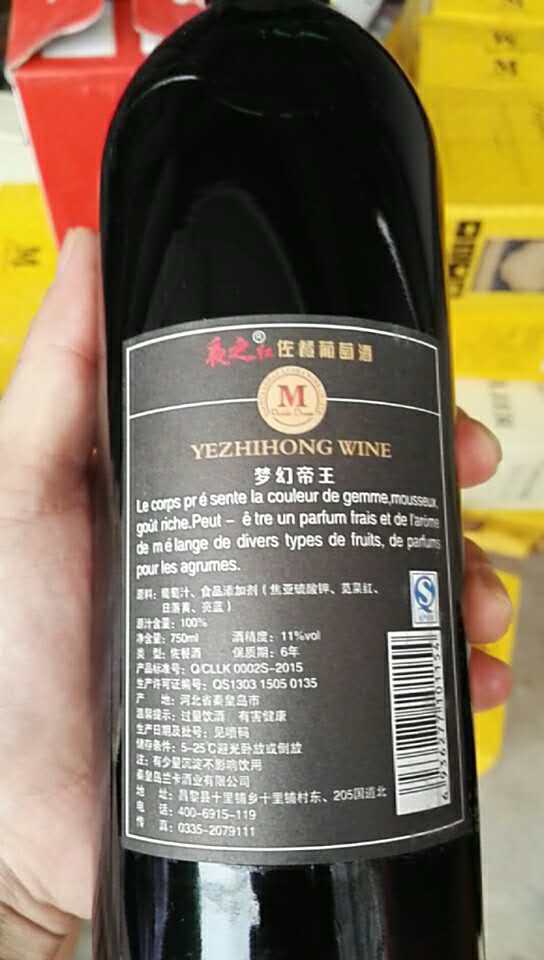 夜之红® 佐餐葡萄酒
M
YEZHIHONG WINE
梦幻帝王
Le corps pr é sente la couleur de gemme,mousseux,
goût riche.Peut – ê tre un parfum frais et de l'arôme
de m é lange de divers types de fruits, de parfums
pour les agrumes.
原料：葡萄汁、食品添加剂（焦亚硫酸钾、苋菜红、
日落黄、亮蓝）
原汁含量：100%
净含量：750ml 酒精度：11%vol
类 型：佐餐酒 保质期：6年
产品标准号：Q/CLLK 0002S-2015
生产许可证编号：QS1303 1505 0135
产 地：河北省秦皇岛市
温馨提示：过量饮酒 有害健康
生产日期及批号：见喷码
储存条件：5-25℃避光卧放或倒放
注：有少量沉淀不影响饮用
秦皇岛兰卡酒业有限公司
地 址：昌黎县十里铺乡十里铺村东、205国道北
电 话：400-6915-119
传 真：0335-2079111
QS
M
M